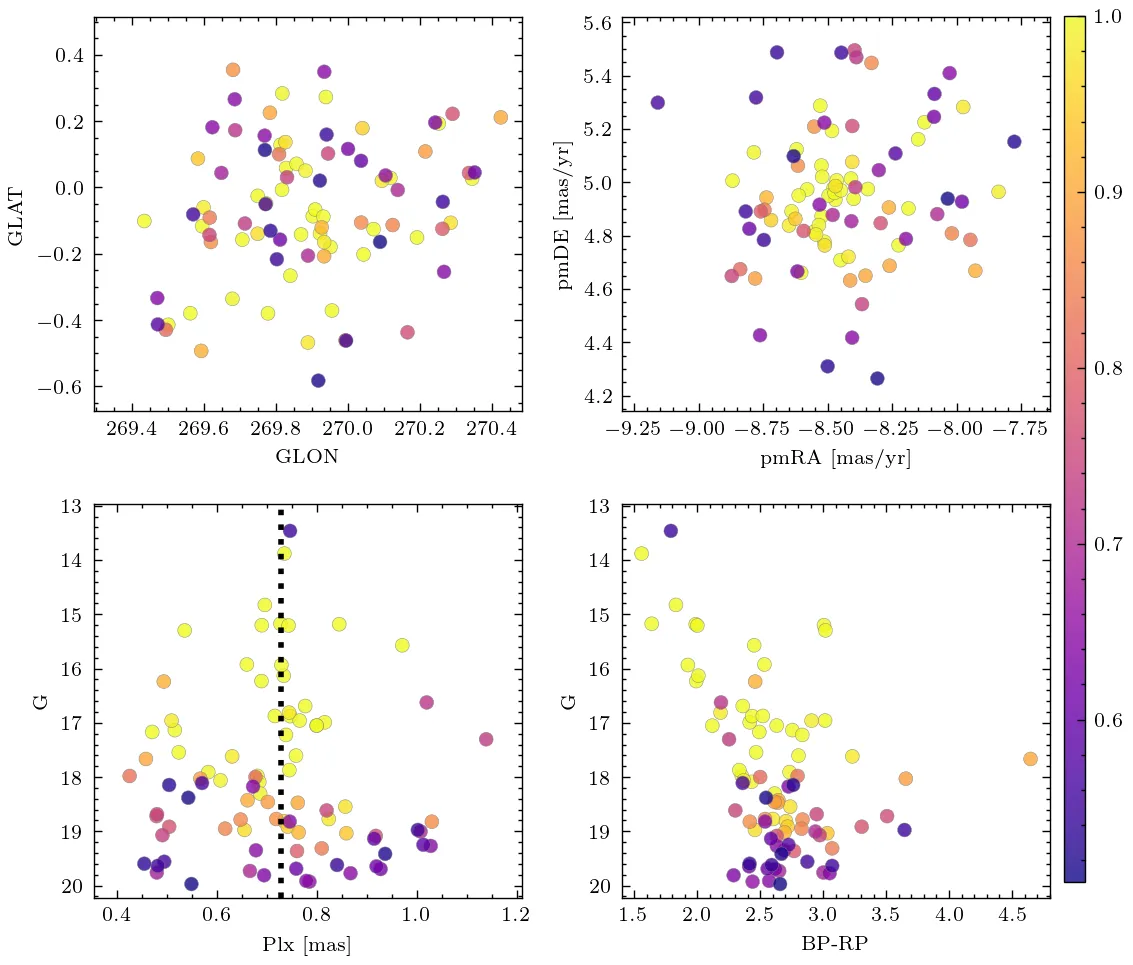 0.4
0.2
0.0
−0.2
−0.4
−0.6
GLAT
269.4 269.6 269.8 270.0 270.2 270.4
GLON
5.6
5.4
5.2
5.0
4.8
4.6
4.4
4.2
pmDE [mas/yr]
−9.25 −9.00 −8.75 −8.50 −8.25 −8.00 −7.75
pmRA [mas/yr]
1.0
0.9
0.8
0.7
0.6
13
14
15
16
17
18
19
20
G
0.4 0.6 0.8 1.0 1.2
Plx [mas]
13
14
15
16
17
18
19
20
G
1.5 2.0 2.5 3.0 3.5 4.0 4.5
BP-RP